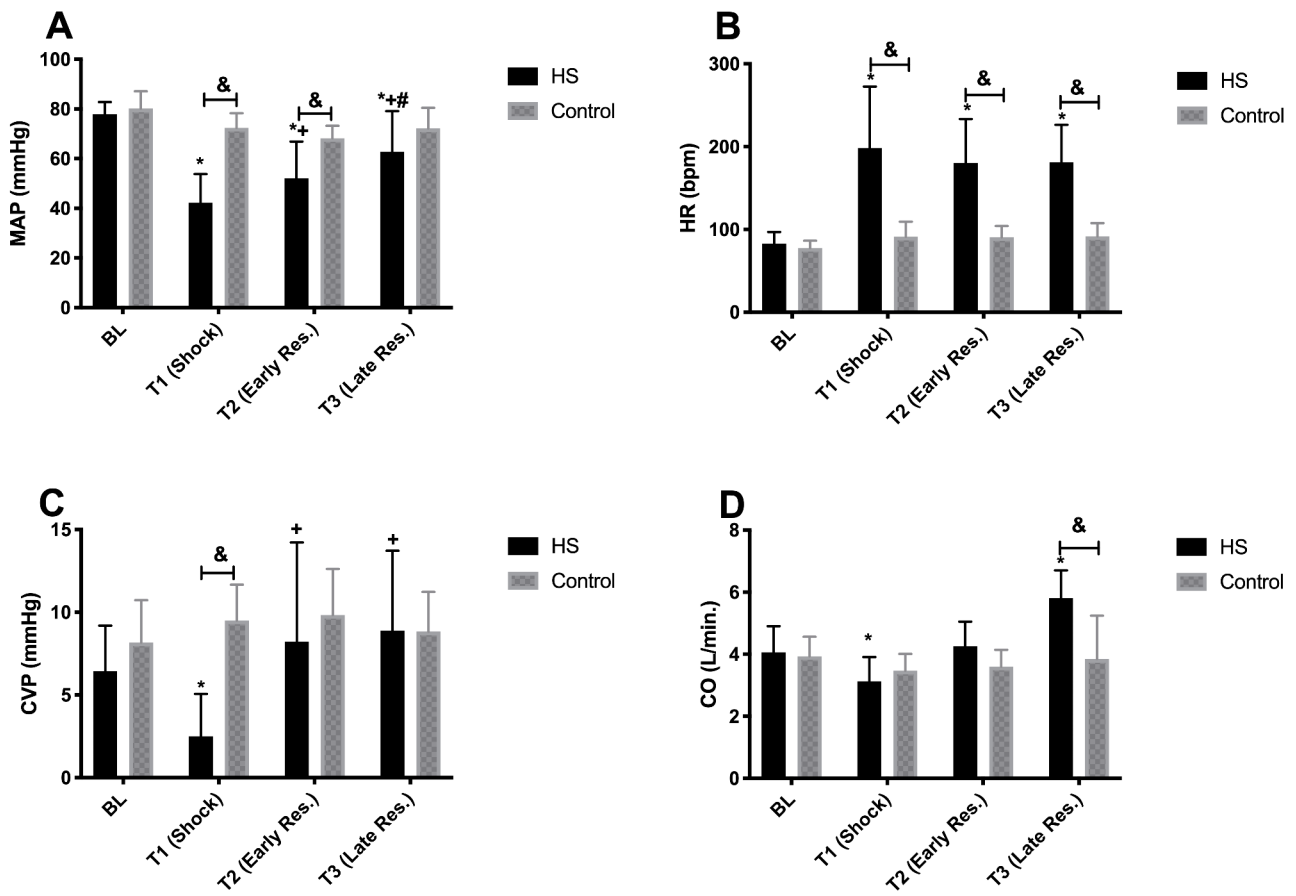 A
MAP (mmHg)
100
80
60
40
20
0
*
&
*+
&
*+#
BL
T1 (Shock)
T2 (Early Res.)
T3 (Late Res.)
HS
Control
B
HR (bpm)
300
200
100
0
*
&
*
&
*
&
BL
T1 (Shock)
T2 (Early Res.)
T3 (Late Res.)
HS
Control
C
CVP (mmHg)
15
10
5
0
*
&
+
+
BL
T1 (Shock)
T2 (Early Res.)
T3 (Late Res.)
HS
Control
D
CO (L/min.)
8
6
4
2
0
*
*
&
BL
T1 (Shock)
T2 (Early Res.)
T3 (Late Res.)
HS
Control